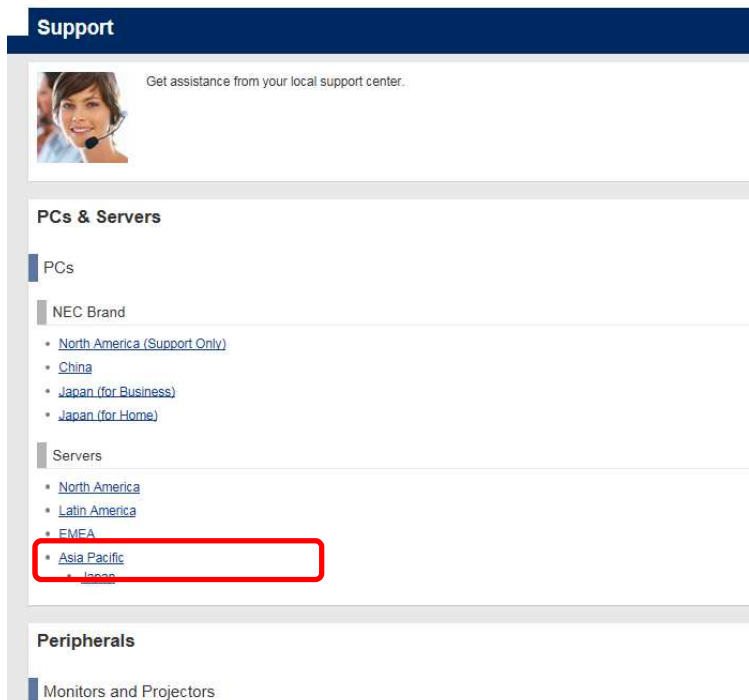 Support
Get assistance from your local support center.
PCs & Servers
PCs
NEC Brand
North America (Support Only)
China
Japan (for Business)
Japan (for Home)
Servers
North America
Latin America
EMEA
Asia Pacific
Japan
Peripherals
Monitors and Projectors